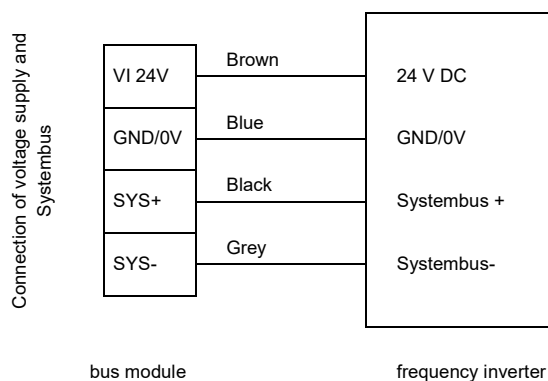 Connection of voltage supply and
Systembus
VI 24V
Brown
24 V DC
GND/0V
Blue
GND/0V
SYS+
Black
Systembus +
SYS-
Grey
Systembus-
bus module
frequency inverter